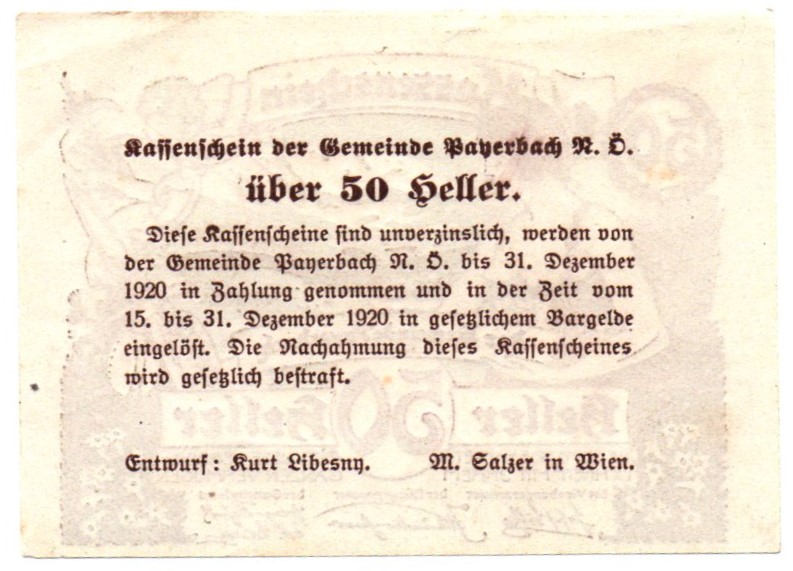 Kassenschein der Gemeinde Payerbach N. Ö.
über 50 Heller.
Diese Kassenscheine sind unverzinslich, werden von
der Gemeinde Payerbach N. Ö. bis 31. Dezember
1920 in Zahlung genommen und in der Zeit vom
15. bis 31. Dezember 1920 in gesetzlichem Bargelde
eingelöst. Die Nachahmung dieses Kassenscheines
wird gesetzlich bestraft.
Entwurf: Kurt Libesny. M. Salzer in Wien.